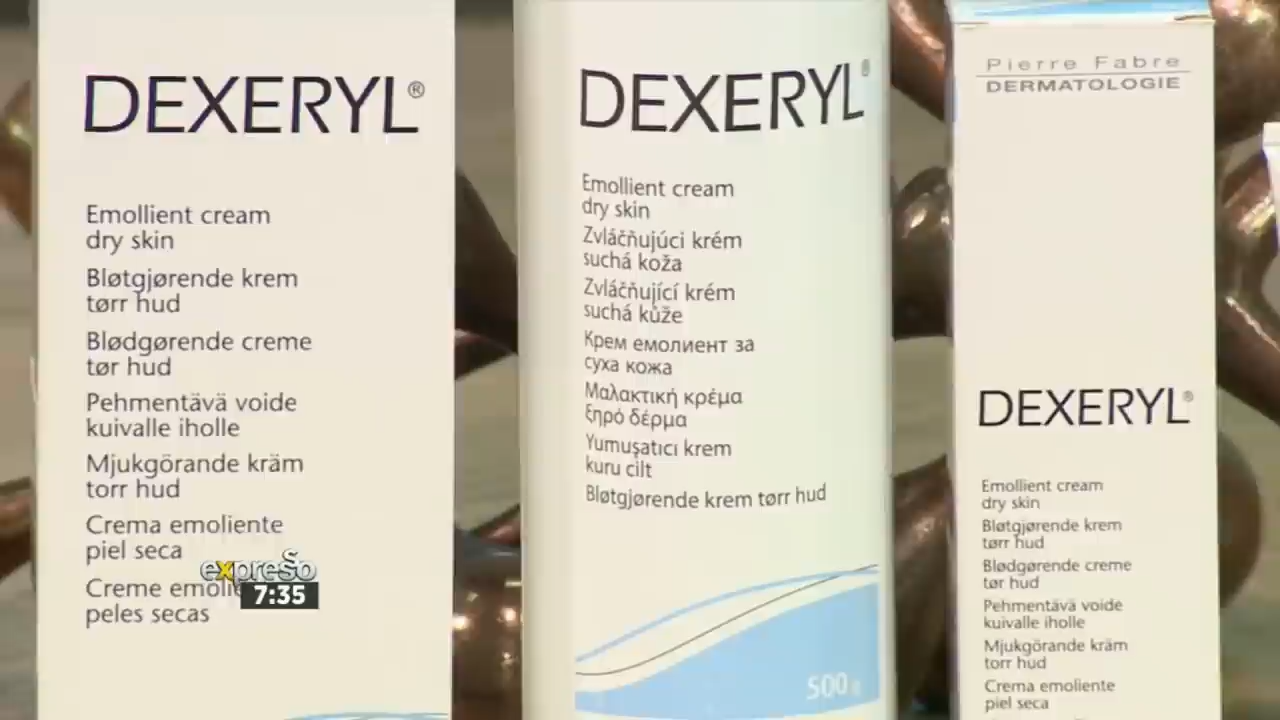 DEXERYL®
Emollient cream
dry skin
Bløtgjørende krem
tørr hud
Blødgørende creme
tør hud
Pehmentävä voide
kuivalle iholle
Mjukgörande kräm
torr hud
Crema emoliente
piel seca
Creme emoli
peles secas
expresso
7:35
DEXERYL®
Emollient cream
dry skin
Zvláčňujúci krém
suchá koža
Zvláčňující krém
suchá kůže
Крем емолиент за
суха кожа
Μαλακτική κρέμα
ξηρό δέρμα
Yumuşatıcı krem
kuru cilt
Bløtgjørende krem tørr hud
500 g
Pierre Fabre
DERMATOLOGIE
DEXERYL®
Emollient cream
dry skin
Bløtgjørende krem
tørr hud
Blødgørende creme
tør hud
Pehmentävä voide
kuivalle iholle
Mjukgörande kräm
torr hud
Crema emoliente
piel seca